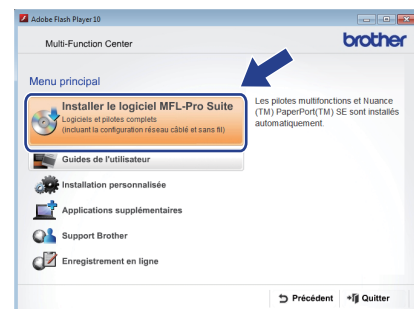 Adobe Flash Player 10
Multi-Function Center
brother
Menu principal
Installer le logiciel MFL-Pro Suite
Logiciels et pilotes complets
(incluant la configuration réseau câblé et sans fil)
Les pilotes multifonctions et Nuance
(TM) PaperPort(TM) SE sont installés
automatiquement.
Guides de l'utilisateur
Installation personnalisée
Applications supplémentaires
Support Brother
Enregistrement en ligne
Précédent
Quitter